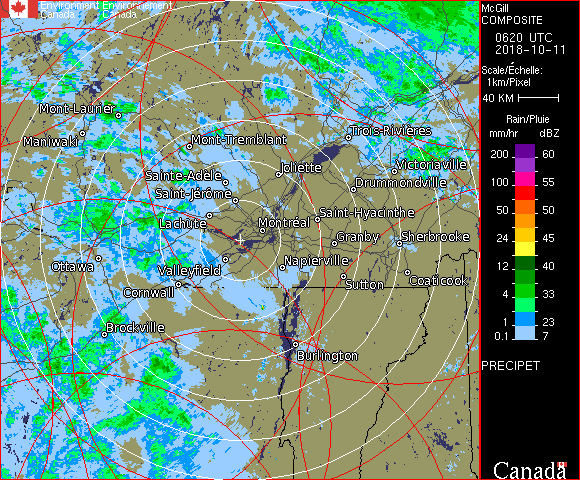 Environment Environnement
Canada Canada
McGill
COMPOSITE
0620 UTC
2018-10-11
Scale/Échelle:
1km/Pixel
40 KM
Rain/Pluie
mm/hr dBZ
200 60
100 55
50 50
24 45
12 40
4 33
1 23
0.1 7
PRECIPET
Canada
Mont-Laurier
Maniwaki
Mont-Tremblant
Trois-Rivières
Victoriaville
Joliette
Sainte-Adèle
Drummondville
Saint-Jérôme
Lachute
Saint-Hyacinthe
Montréal
Granby
Sherbrooke
Ottawa
Valleyfield
Napierville
Sutton
Coaticook
Cornwall
Brockville
Burlington